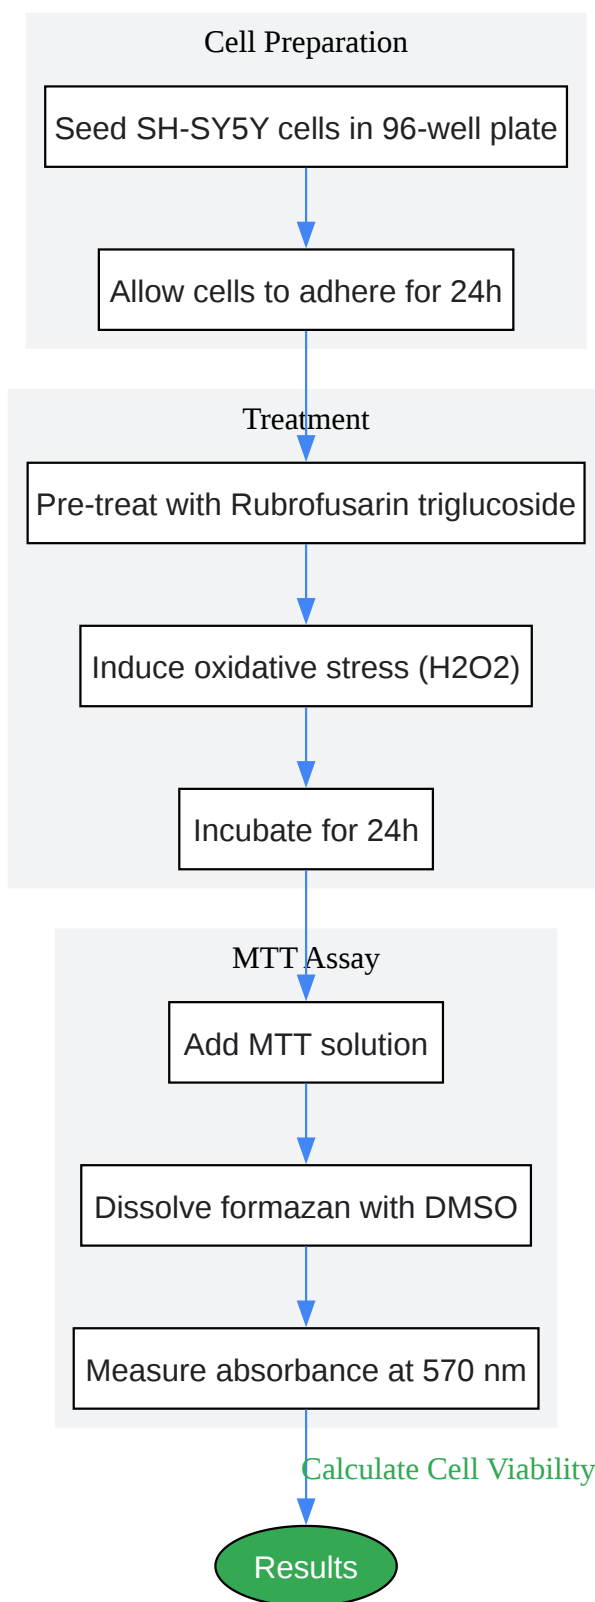 Cell Preparation
Seed SH-SY5Y cells in 96-well plate
Allow cells to adhere for 24h
Treatment
Pre-treat with Rubrofusarin triglucoside
Induce oxidative stress (H2O2)
Incubate for 24h
MTT Assay
Add MTT solution
Dissolve formazan with DMSO
Measure absorbance at 570 nm
Calculate Cell Viability
Results